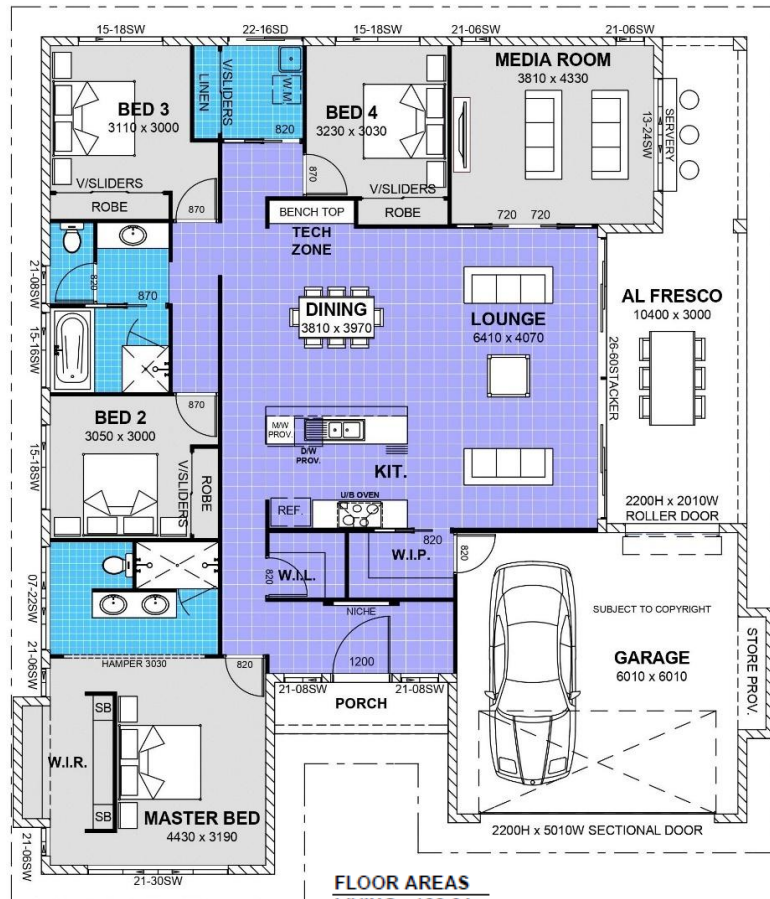 15-18SW
22-16SD
15-18SW
21-06SW
21-06SW
BED 3
3110 x 3000
LINEN
V/SLIDERS
W.M
820
BED 4
3230 x 3030
MEDIA ROOM
3810 x 4330
13-24SW
SERVERY
V/SLIDERS
ROBE
870
870
V/SLIDERS
ROBE
BENCH TOP
TECH
ZONE
720
720
21-08SW
820
870
15-16SW
DINING
3810 x 3970
LOUNGE
6410 x 4070
26-60STACKER
AL FRESCO
10400 x 3000
BED 2
3050 x 3000
870
15-18SW
V/SLIDERS
ROBE
M/W
PROV.
D/W
PROV.
KIT.
U/B OVEN
REF.
2200H x 2010W
ROLLER DOOR
07-22SW
820
W.I.L.
820
W.I.P.
820
NICHE
1200
SUBJECT TO COPYRIGHT
GARAGE
6010 x 6010
STORE PROV.
21-06SW
HAMPER 3030
820
21-08SW
21-08SW
PORCH
SB
W.I.R.
SB
MASTER BED
4430 x 3190
21-06SW
21-30SW
2200H x 5010W SECTIONAL DOOR
FLOOR AREAS